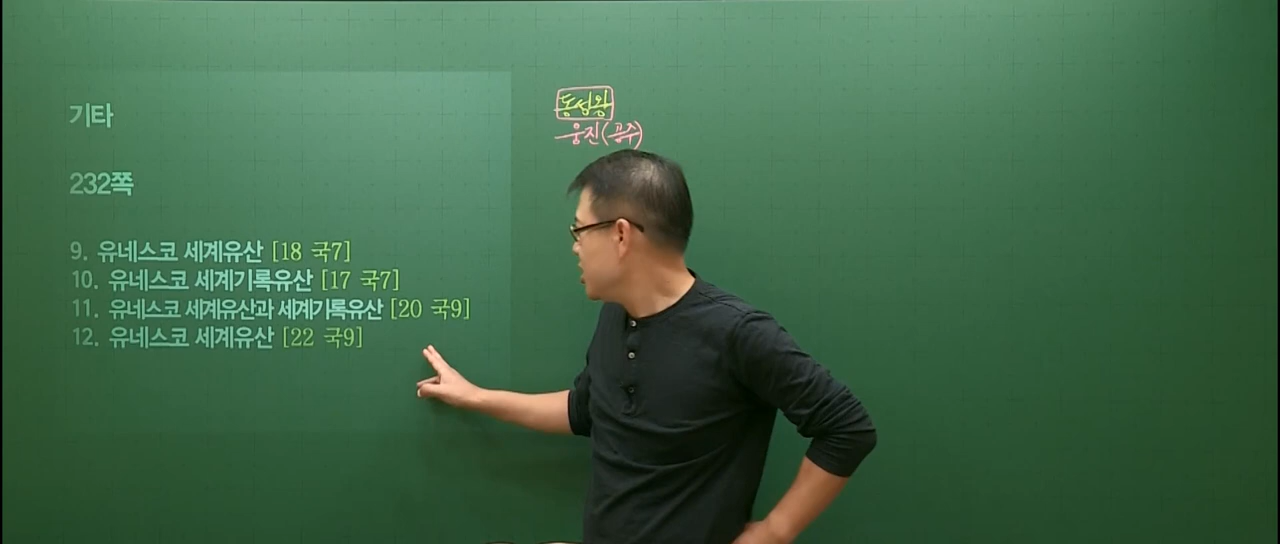 기타
232쪽
9. 유네스코 세계유산 [18 국7]
10. 유네스코 세계기록유산 [17 국7]
11. 유네스코 세계유산과 세계기록유산 [20 국9]
12. 유네스코 세계유산 [22 국9]
동성왕
웅진(공주)